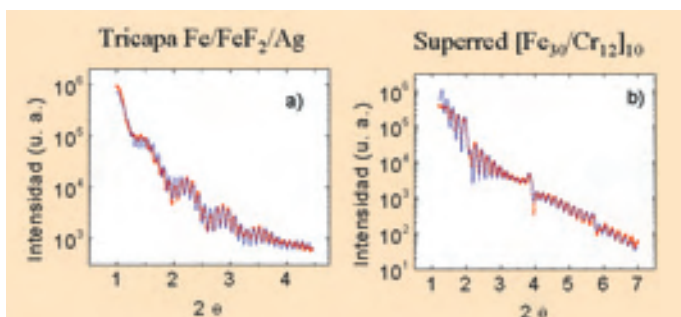 Tricapa Fe/FeF₂/Ag
Superred [Fe₃₀/Cr₁₂]₁₀
a)
Intensidad (u. a.)
10⁶
10⁵
10⁴
10³
1 2 3 4
2 θ
b)
Intensidad (u. a.)
10⁶
10⁵
10⁴
10³
10²
10¹
1 2 3 4 5 6 7
2 θ